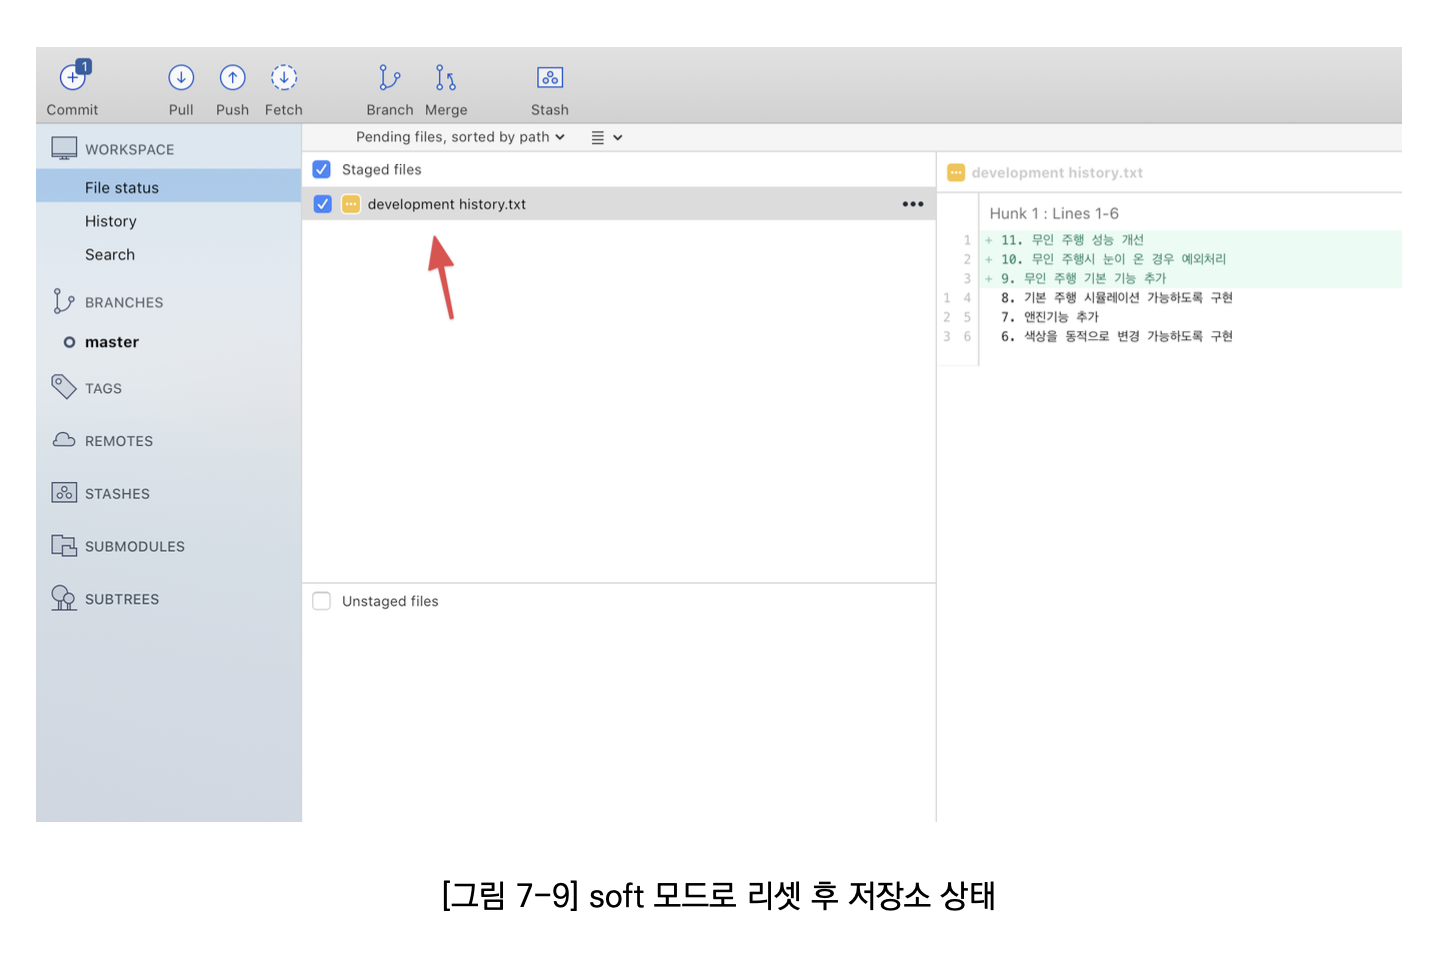 1
Commit
Pull
Push
Fetch
Branch
Merge
Stash
WORKSPACE
File status
History
Search
BRANCHES
master
TAGS
REMOTES
STASHES
SUBMODULES
SUBTREES
Pending files, sorted by path
Staged files
development history.txt
Unstaged files
development history.txt
Hunk 1 : Lines 1-6
1 + 11. 무인 주행 성능 개선
2 + 10. 무인 주행시 눈이 온 경우 예외처리
3 + 9. 무인 주행 기본 기능 추가
1 4 8. 기본 주행 시뮬레이션 가능하도록 구현
2 5 7. 앤진기능 추가
3 6 6. 색상을 동적으로 변경 가능하도록 구현
[그림 7-9] soft 모드로 리셋 후 저장소 상태